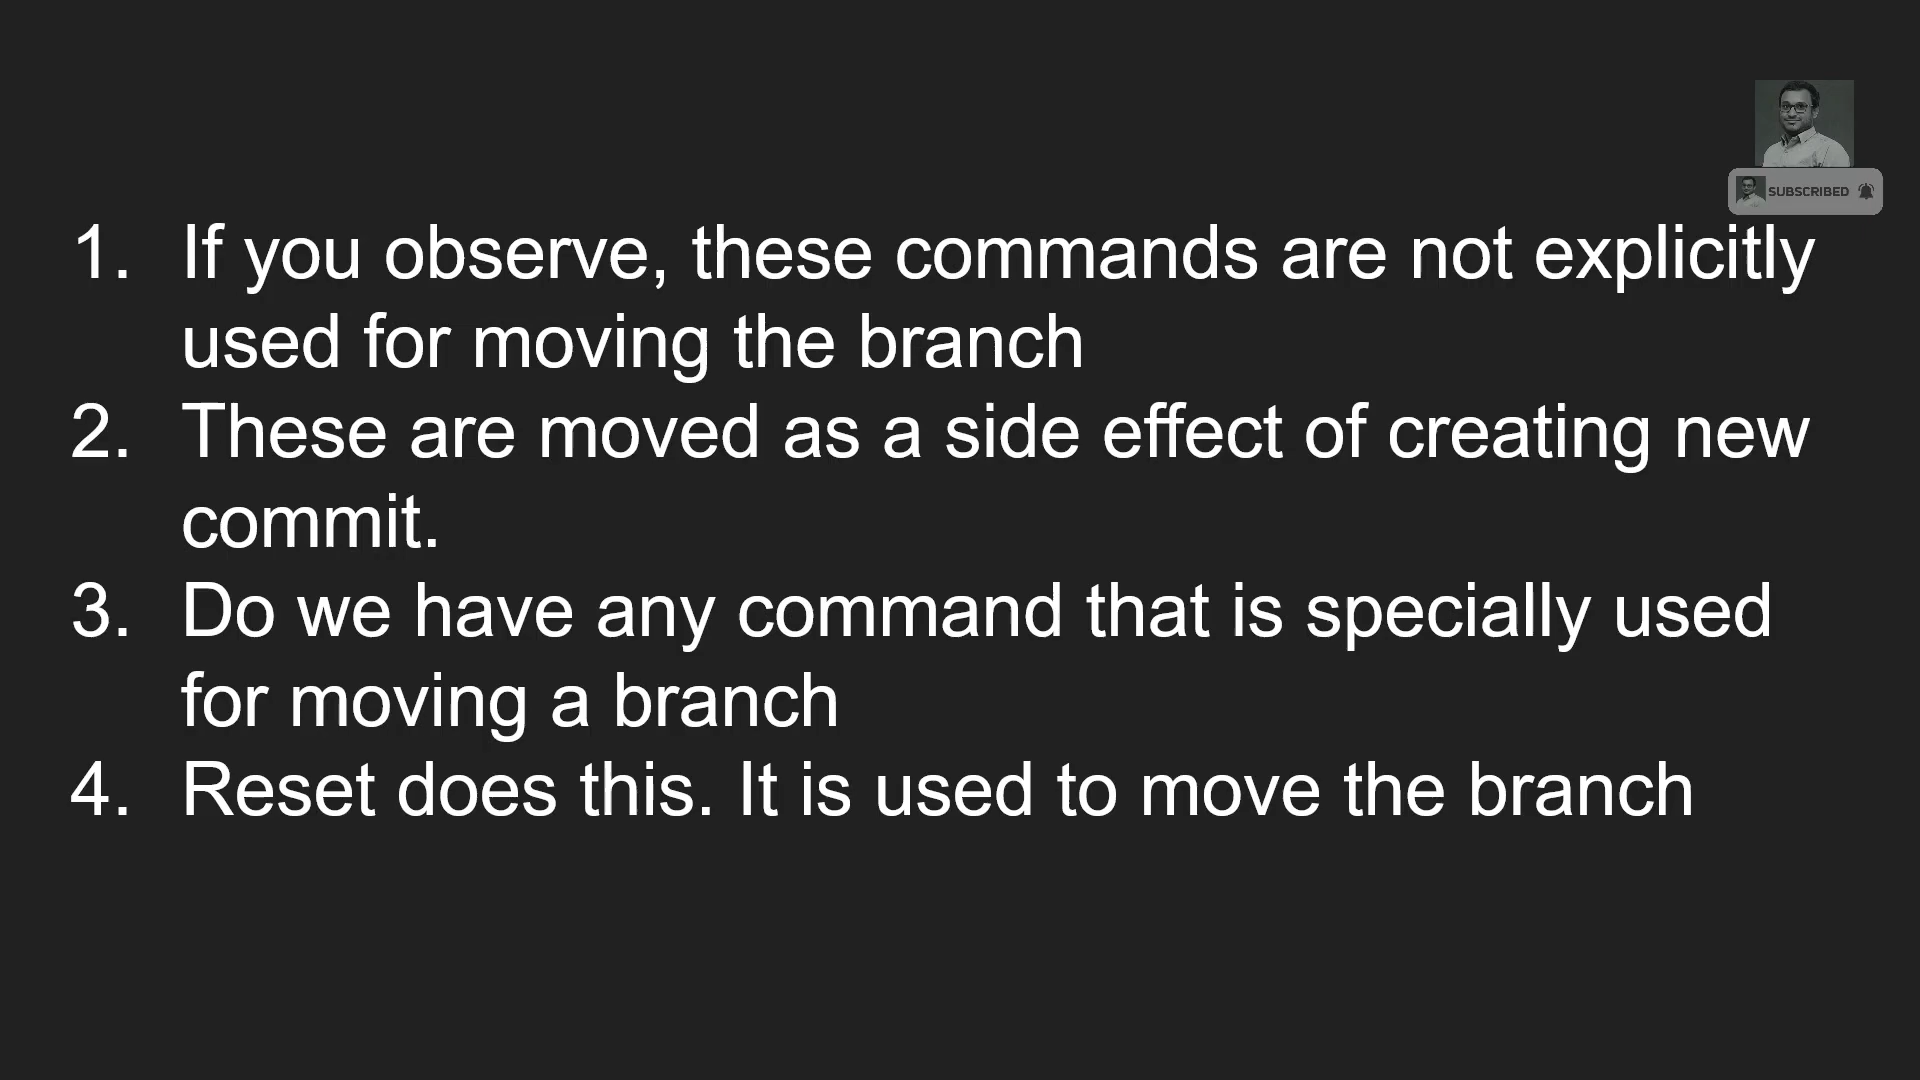 SUBSCRIBED
1. If you observe, these commands are not explicitly
used for moving the branch
2. These are moved as a side effect of creating new
commit.
3. Do we have any command that is specially used
for moving a branch
4. Reset does this. It is used to move the branch